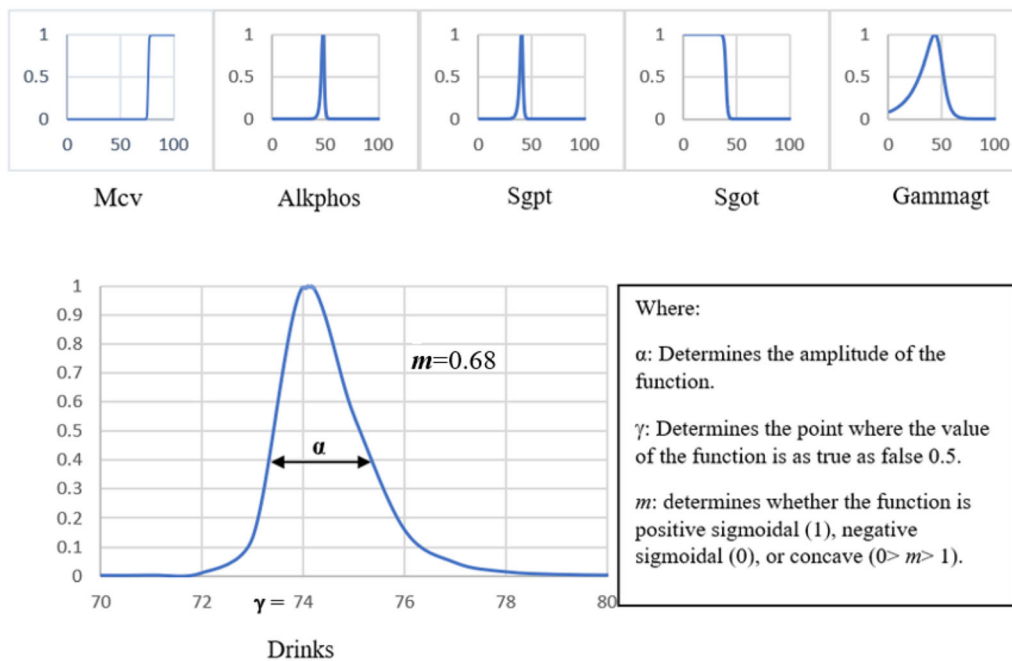 1
0.5
0
0 50 100
Mcv
1
0.5
0
0 50 100
Alkphos
1
0.5
0
0 50 100
Sgpt
1
0.5
0
0 50 100
Sgot
1
0.5
0
0 50 100
Gammagt
1
0.9
0.8
0.7
0.6
0.5
0.4
0.3
0.2
0.1
0
m=0.68
α
70 72 γ = 74 76 78 80
Drinks
Where:
α: Determines the amplitude of the
function.
γ: Determines the point where the value
of the function is as true as false 0.5.
m: determines whether the function is
positive sigmoidal (1), negative
sigmoidal (0), or concave (0> m> 1).